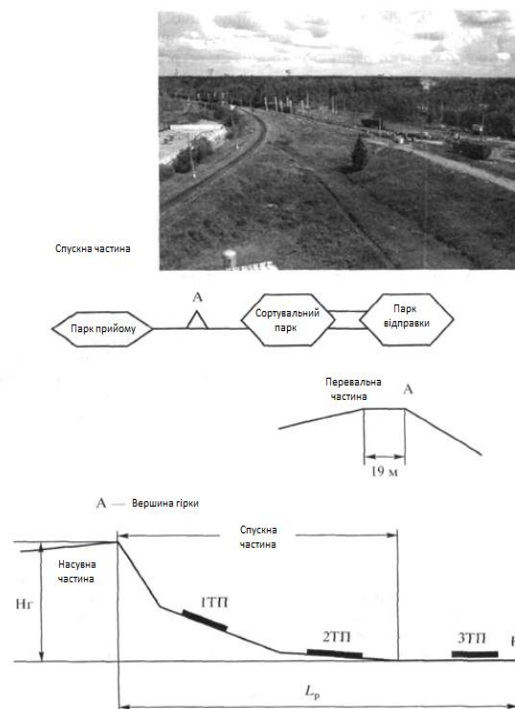 Спускна частина
А
Парк прийому
Сортувальний
парк
Парк
відправки
Перевальна
частина
А
19 м
А — Вершина гірки
Спускна
частина
Насувна
частина
Нг
1ТП
2ТП
3ТП
Lр